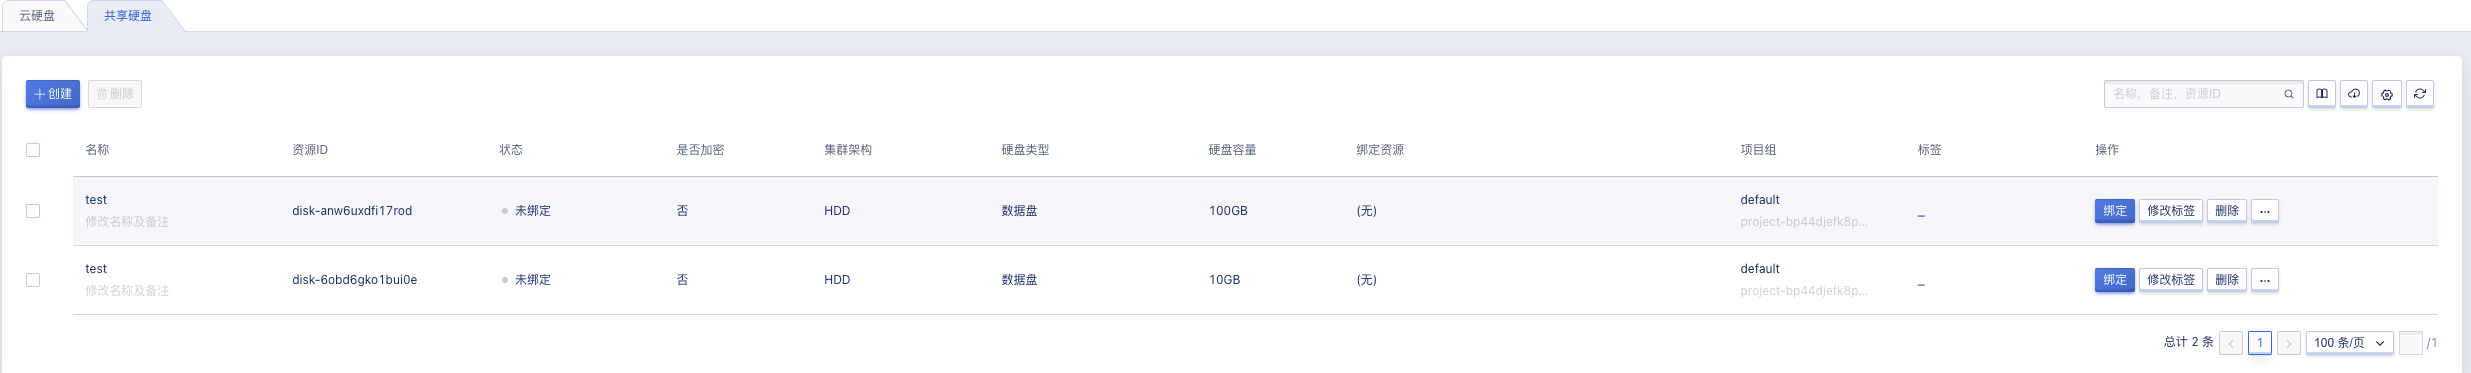 云硬盘 共享硬盘
创建 删除 名称，备注，资源ID
名称 资源ID 状态 是否加密 集群架构 硬盘类型 硬盘容量 绑定资源 项目组 标签 操作
test default
disk-anw6uxdfi17rod 未绑定 否 HDD 数据盘 100GB (无) – 绑定 修改标签 删除 ...
修改名称及备注 project-bp44djefk8p...
test default
disk-6obd6gko1bui0e 未绑定 否 HDD 数据盘 10GB (无) – 绑定 修改标签 删除 ...
修改名称及备注 project-bp44djefk8p...
总计 2 条 1 100 条/页 /1